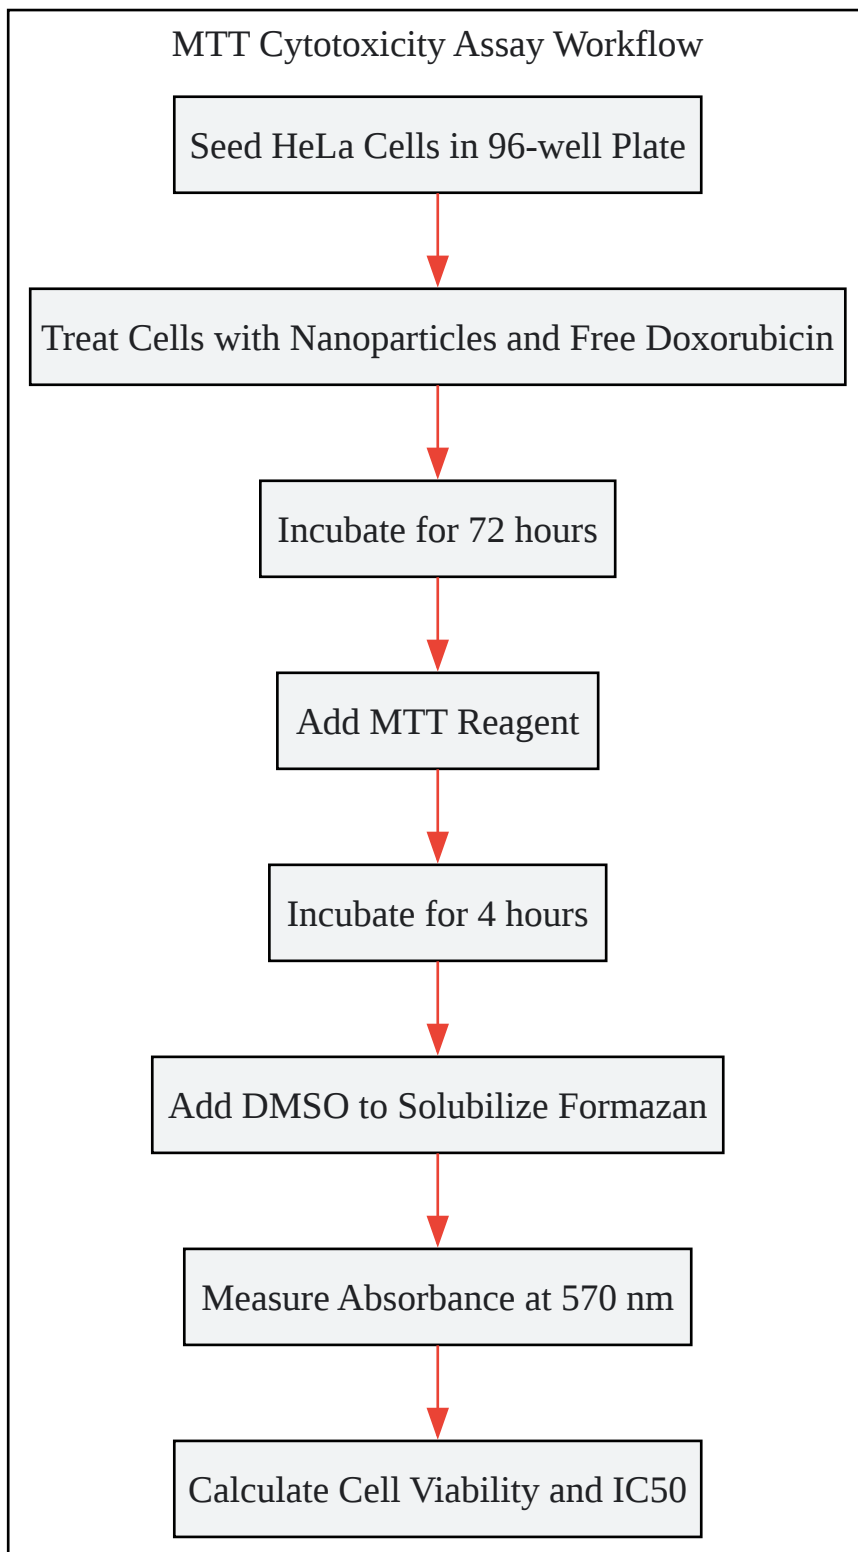 MTT Cytotoxicity Assay Workflow
Seed HeLa Cells in 96-well Plate
Treat Cells with Nanoparticles and Free Doxorubicin
Incubate for 72 hours
Add MTT Reagent
Incubate for 4 hours
Add DMSO to Solubilize Formazan
Measure Absorbance at 570 nm
Calculate Cell Viability and IC50